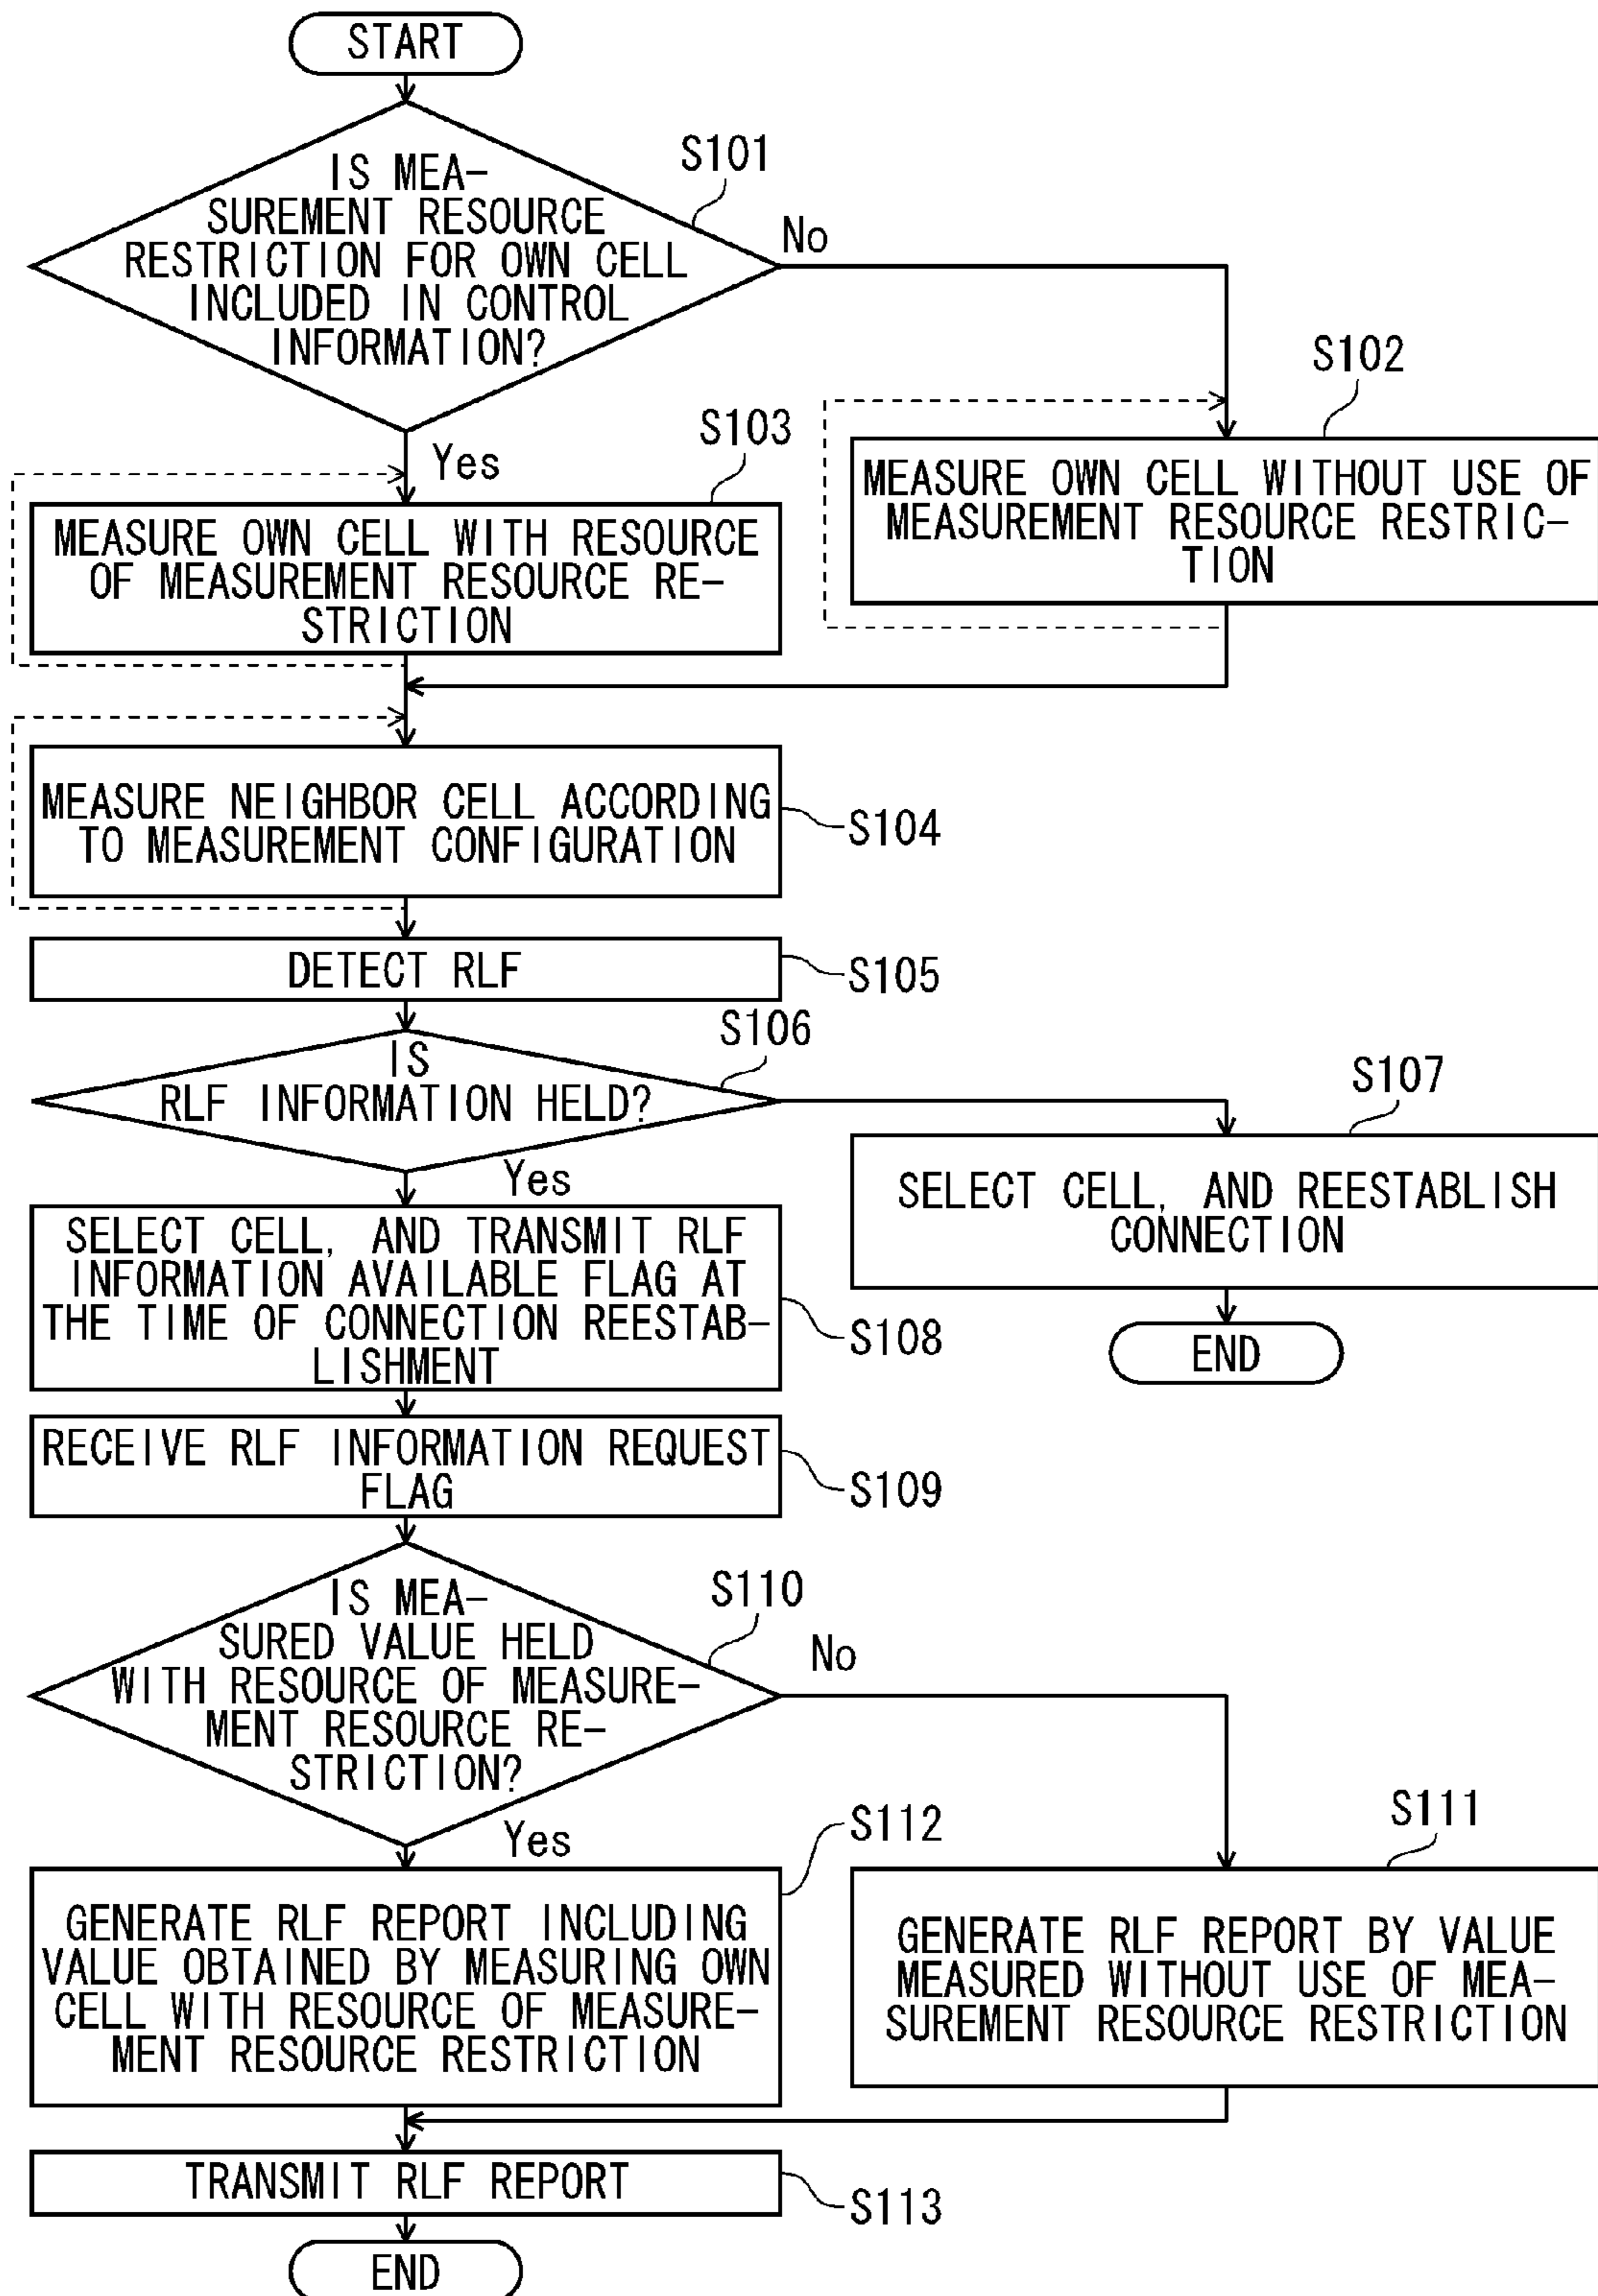 START
S101
IS MEA-
SUREMENT RESOURCE
RESTRICTION FOR OWN CELL
INCLUDED IN CONTROL
INFORMATION?
No
Yes
S102
MEASURE OWN CELL WITHOUT USE OF
MEASUREMENT RESOURCE RESTRIC-
TION
S103
MEASURE OWN CELL WITH RESOURCE
OF MEASUREMENT RESOURCE RE-
STRICTION
MEASURE NEIGHBOR CELL ACCORDING
TO MEASUREMENT CONFIGURATION
S104
DETECT RLF
S105
S106
IS
RLF INFORMATION HELD?
Yes
S107
SELECT CELL, AND REESTABLISH
CONNECTION
END
SELECT CELL, AND TRANSMIT RLF
INFORMATION AVAILABLE FLAG AT
THE TIME OF CONNECTION REESTAB-
LISHMENT
S108
RECEIVE RLF INFORMATION REQUEST
FLAG
S109
S110
IS MEA-
SURED VALUE HELD
WITH RESOURCE OF MEASURE-
MENT RESOURCE RE-
STRICTION?
No
Yes
S111
GENERATE RLF REPORT BY VALUE
MEASURED WITHOUT USE OF MEA-
SUREMENT RESOURCE RESTRICTION
S112
GENERATE RLF REPORT INCLUDING
VALUE OBTAINED BY MEASURING OWN
CELL WITH RESOURCE OF MEASURE-
MENT RESOURCE RESTRICTION
TRANSMIT RLF REPORT
S113
END